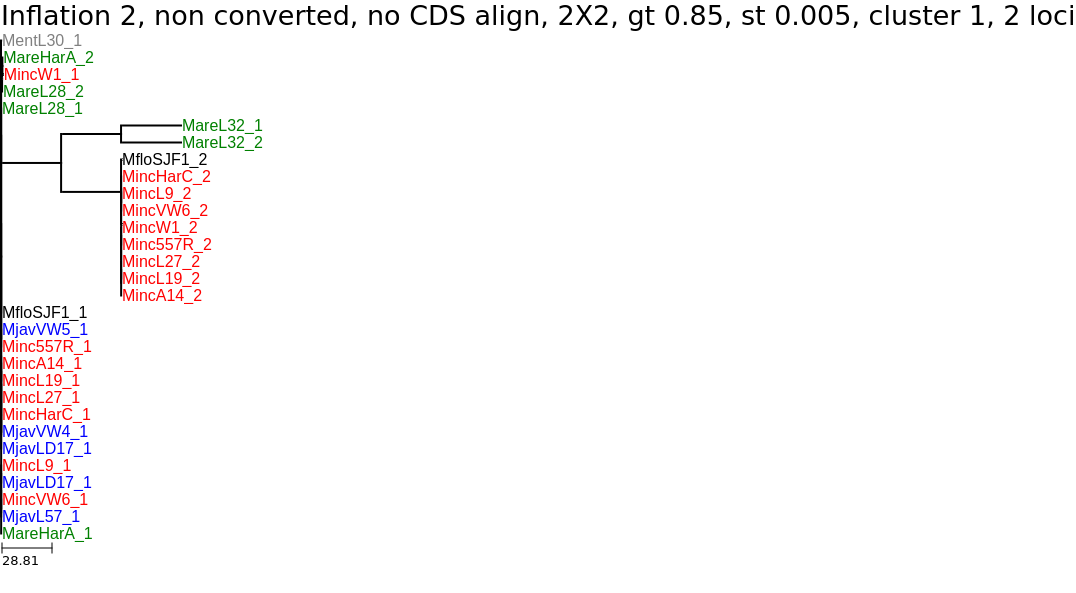 Inflation 2, non converted, no CDS align, 2X2, gt 0.85, st 0.005, cluster 1, 2 loci
MentL30_1
MareHarA_2
MincW1_1
MareL28_2
MareL28_1
MareL32_1
MareL32_2
MfloSJF1_2
MincHarC_2
MincL9_2
MincVW6_2
MincW1_2
Minc557R_2
MincL27_2
MincL19_2
MincA14_2
MfloSJF1_1
MjavVW5_1
Minc557R_1
MincA14_1
MincL19_1
MincL27_1
MincHarC_1
MjavVW4_1
MjavLD17_1
MincL9_1
MjavLD17_1
MincVW6_1
MjavL57_1
MareHarA_1
28.81